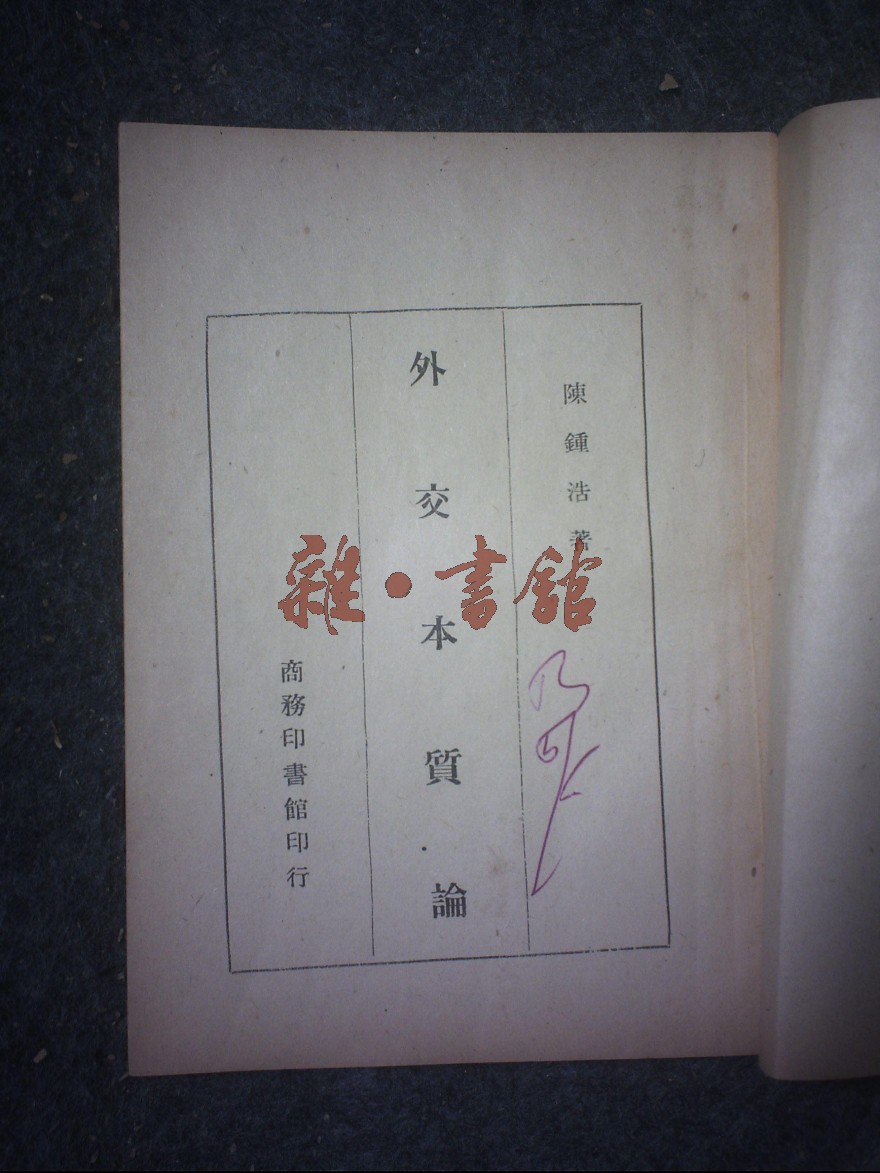 陳鍾浩著
外交本質論
商務印書館印行
雜•書館